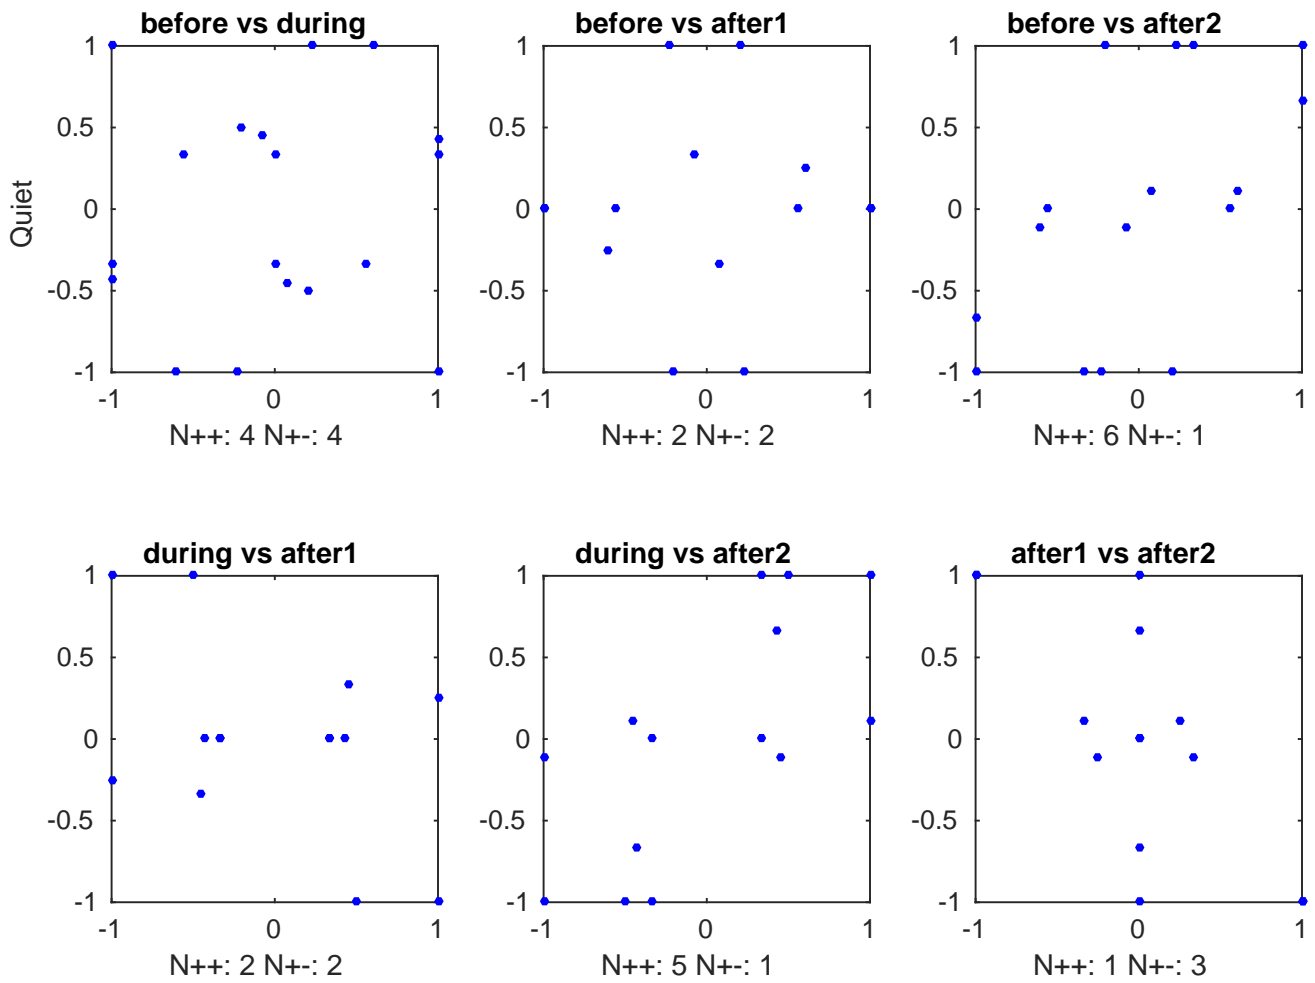 before vs during
before vs after1
before vs after2
1
0.5
0
-0.5
-1
Quiet
-1 0 1
N++: 4 N+-: 4
1
0.5
0
-0.5
-1
-1 0 1
N++: 2 N+-: 2
1
0.5
0
-0.5
-1
-1 0 1
N++: 6 N+-: 1
during vs after1
during vs after2
after1 vs after2
1
0.5
0
-0.5
-1
-1 0 1
N++: 2 N+-: 2
1
0.5
0
-0.5
-1
-1 0 1
N++: 5 N+-: 1
1
0.5
0
-0.5
-1
-1 0 1
N++: 1 N+-: 3